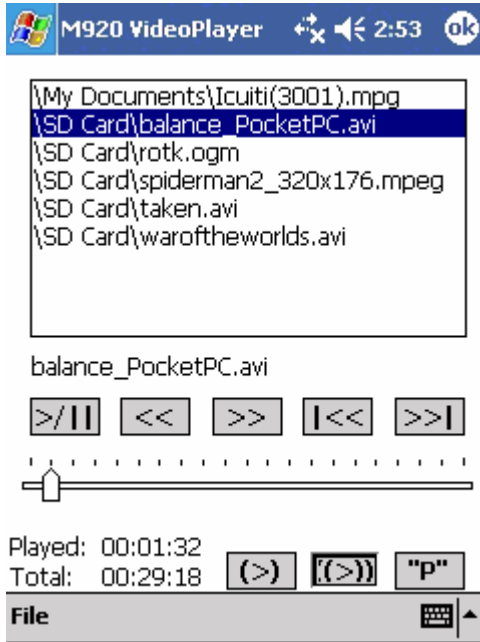 M920 VideoPlayer 2:53 ok
\My Documents\Icuiti(3001).mpg
\SD Card\balance_PocketPC.avi
\SD Card\rotk.ogm
\SD Card\spiderman2_320x176.mpeg
\SD Card\taken.avi
\SD Card\waroftheworlds.avi
balance_PocketPC.avi
>/|| << >> |<< >>|
Played: 00:01:32
Total: 00:29:18 (>) ((>)) "P"
File